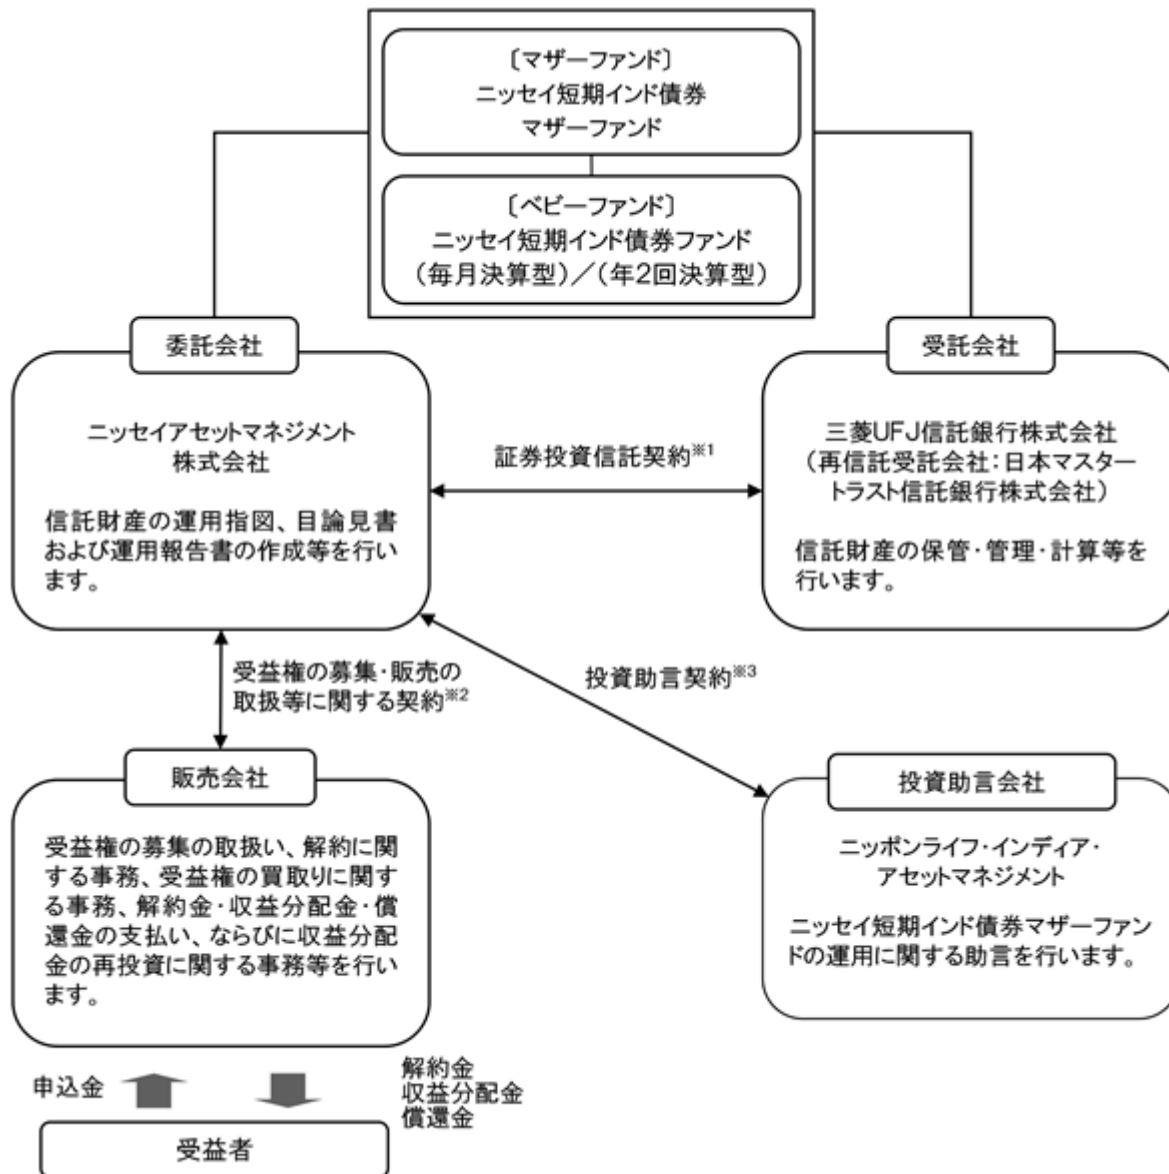 〔マザーファンド〕
ニッセイ短期インド債券
マザーファンド
〔ベビーファンド〕
ニッセイ短期インド債券ファンド
（毎月決算型）／（年2回決算型）
委託会社
ニッセイアセットマネジメント
株式会社
信託財産の運用指図、目論見書
および運用報告書の作成等を行い
ます。
証券投資信託契約※1
受託会社
三菱UFJ信託銀行株式会社
（再信託受託会社：日本マスター
トラスト信託銀行株式会社）
信託財産の保管・管理・計算等を
行います。
受益権の募集・販売の
取扱等に関する契約※2
投資助言契約※3
販売会社
受益権の募集の取扱い、解約に関
する事務、受益権の買取りに関す
る事務、解約金・収益分配金・償
還金の支払い、ならびに収益分配
金の再投資に関する事務等を行い
ます。
投資助言会社
ニッポンライフ・インディア・
アセットマネジメント
ニッセイ短期インド債券マザーファン
ドの運用に関する助言を行います。
申込金
解約金
収益分配金
償還金
受益者